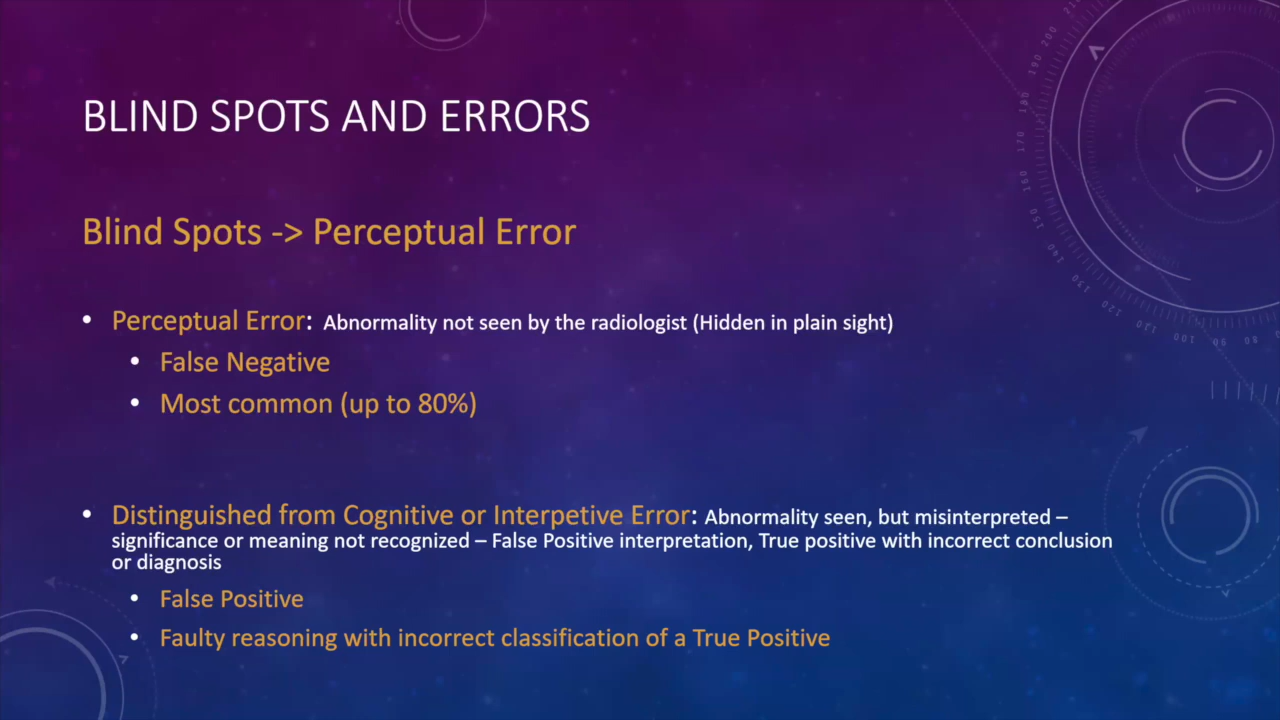 BLIND SPOTS AND ERRORS
Blind Spots -> Perceptual Error
• Perceptual Error: Abnormality not seen by the radiologist (Hidden in plain sight)
• False Negative
• Most common (up to 80%)
• Distinguished from Cognitive or Interpetive Error: Abnormality seen, but misinterpreted –
significance or meaning not recognized – False Positive interpretation, True positive with incorrect conclusion
or diagnosis
• False Positive
• Faulty reasoning with incorrect classification of a True Positive